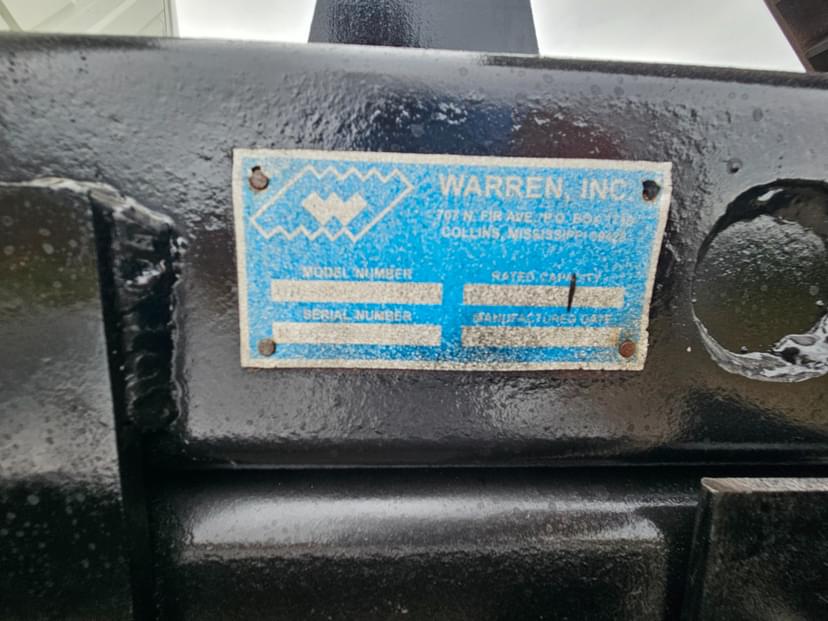 W
WARREN, INC.
707 N. FIR AVE. P.O. BOX
COLLINS, MISSISSIPPI
MODEL NUMBER
RATED CAPACITY
SERIAL NUMBER
MANUFACTURED DATE